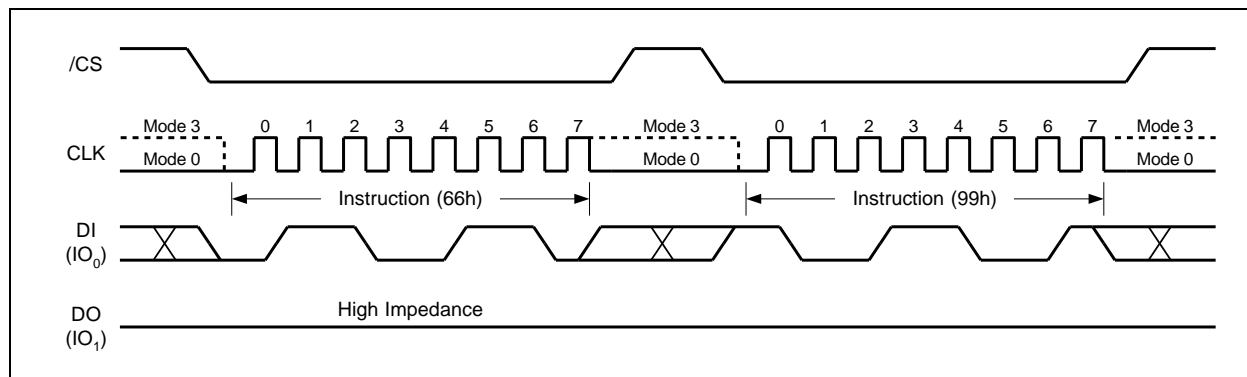 /CS
Mode 3 0 1 2 3 4 5 6 7 Mode 3 0 1 2 3 4 5 6 7 Mode 3
CLK
Mode 0 Mode 0 Mode 0
Instruction (66h) Instruction (99h)
DI
(IO0)
High Impedance
DO
(IO1)